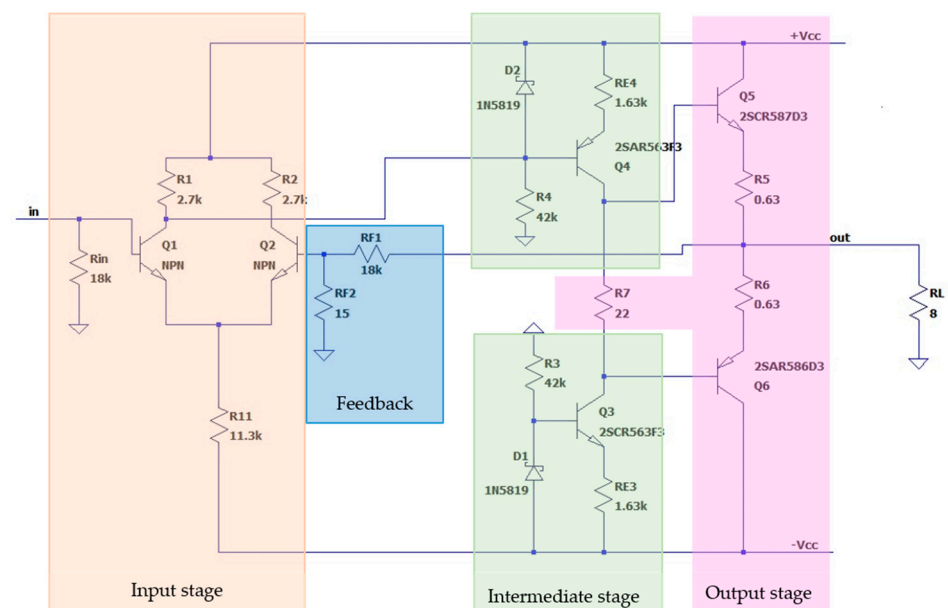 +Vcc
D2
1N5819
RE4
1.63k
Q5
2SCR587D3
2SAR563F3
Q4
R1
2.7k
R2
2.7k
R4
42k
R5
0.63
in
Rin
18k
Q1
NPN
Q2
NPN
RF1
18k
out
RF2
15
R7
22
R6
0.63
RL
8
R3
42k
2SAR586D3
Q6
Feedback
R11
11.3k
Q3
2SCR563F3
D1
1N5819
RE3
1.63k
-Vcc
Input stage
Intermediate stage
Output stage